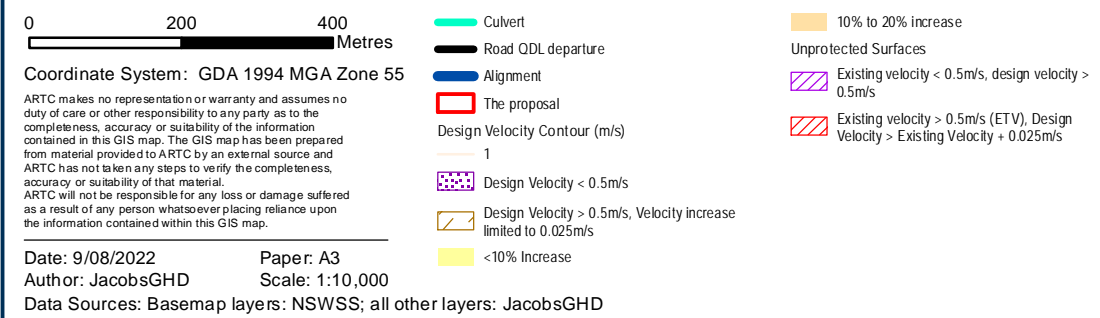 0 200 400
Metres
Coordinate System: GDA 1994 MGA Zone 55
ARTC makes no representation or warranty and assumes no
duty of care or other responsibility to any party as to the
completeness, accuracy or suitability of the information
contained in this GIS map. The GIS map has been prepared
from material provided to ARTC by an external source and
ARTC has not taken any steps to verify the completeness,
accuracy or suitability of that material.
ARTC will not be responsible for any loss or damage suffered
as a result of any person whatsoever placing reliance upon
the information contained within this GIS map.
Date: 9/08/2022 Paper: A3
Author: JacobsGHD Scale: 1:10,000
Data Sources: Basemap layers: NSWSS; all other layers: JacobsGHD
Culvert
Road QDL departure
Alignment
The proposal
Design Velocity Contour (m/s)
1
Design Velocity < 0.5m/s
Design Velocity > 0.5m/s, Velocity increase
limited to 0.025m/s
<10% Increase
10% to 20% increase
Unprotected Surfaces
Existing velocity < 0.5m/s, design velocity >
0.5m/s
Existing velocity > 0.5m/s (ETV), Design
Velocity > Existing Velocity + 0.025m/s